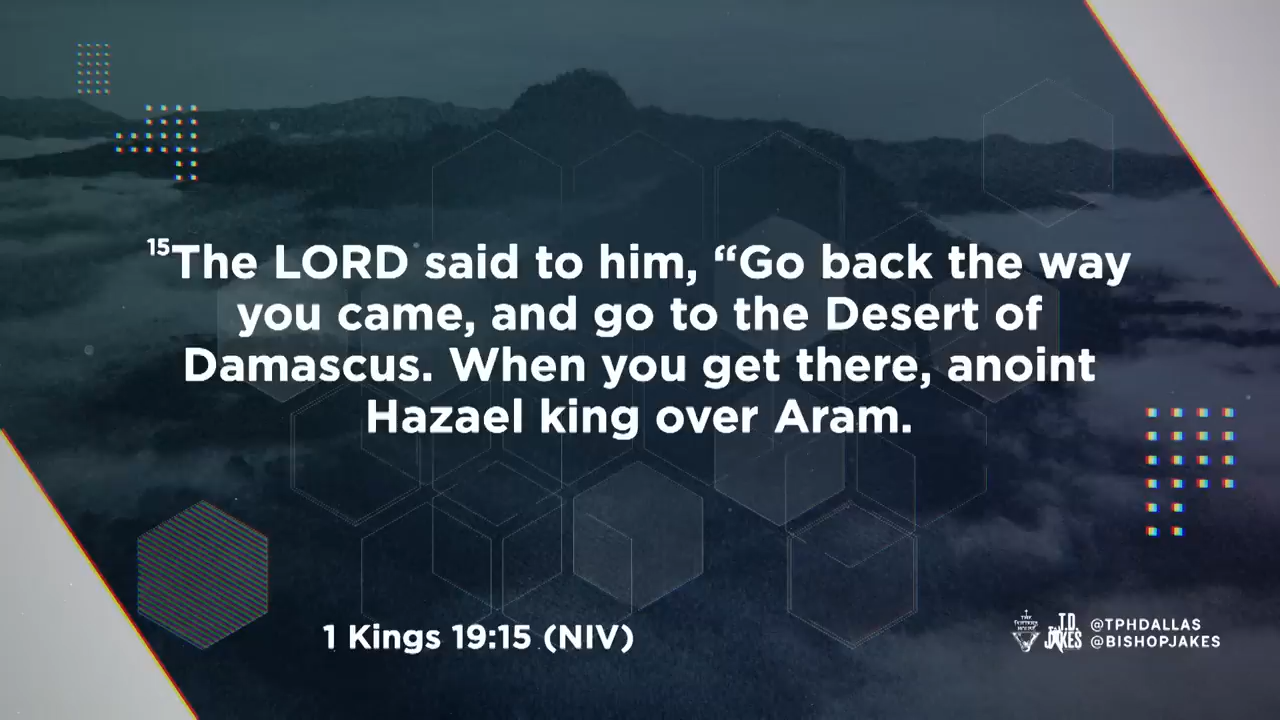 15The LORD said to him, “Go back the way
you came, and go to the Desert of
Damascus. When you get there, anoint
Hazael king over Aram.
1 Kings 19:15 (NIV)
T.D.
JAKES
@TPHDALLAS
@BISHOPJAKES